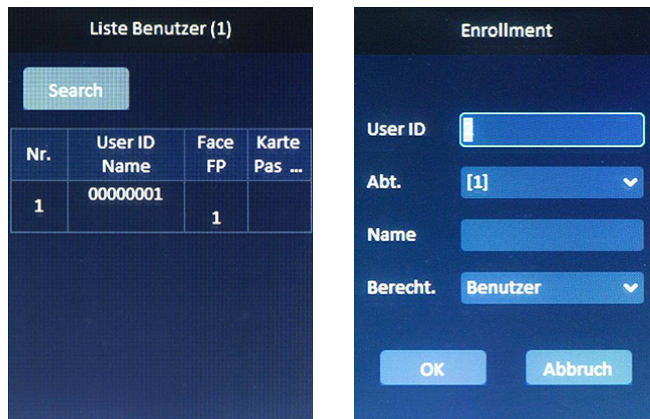 Liste Benutzer (1)
Search
Nr.
User ID
Name
Face
FP
Karte
Pas ...
1
00000001
1
Enrollment
User ID
Abt.
[1]
Name
Berecht.
Benutzer
OK
Abbruch